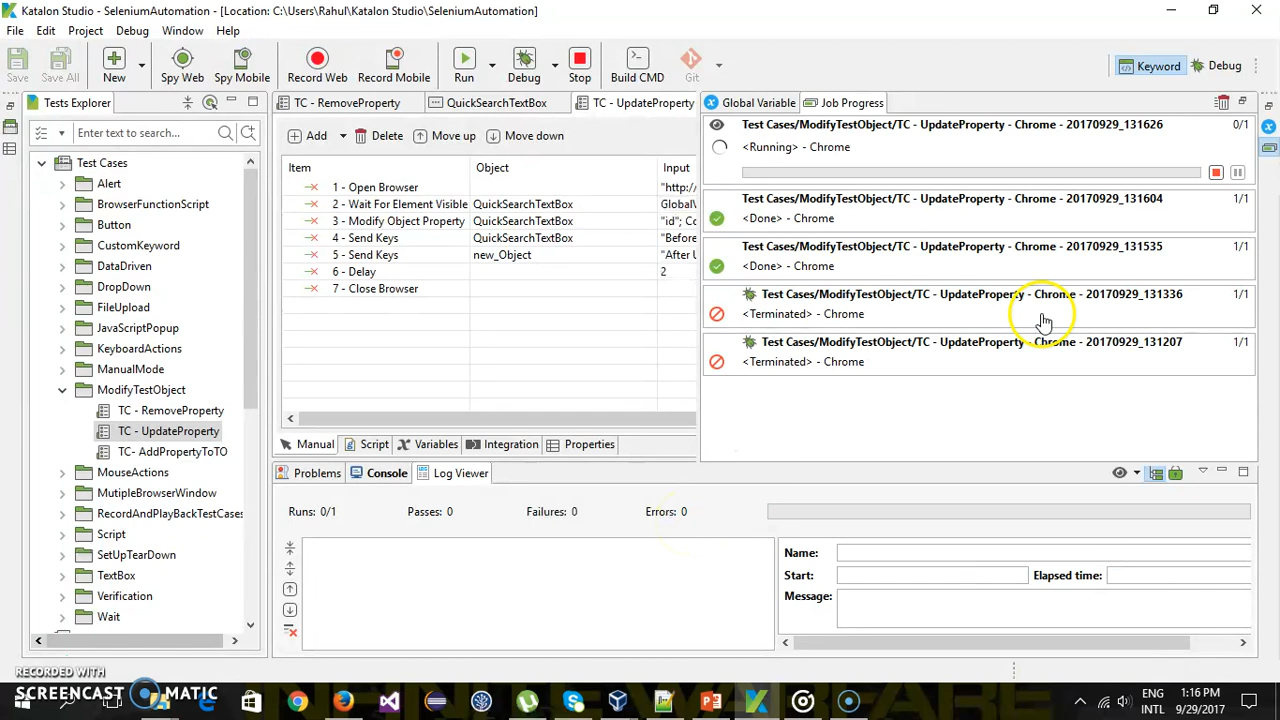 Katalon Studio - SeleniumAutomation - [Location: C:\Users\Rahul\Katalon Studio\SeleniumAutomation]
File Edit Project Debug Window Help
Save Save All New Spy Web Spy Mobile Record Web Record Mobile Run Debug Stop Build CMD Git Keyword Debug
Tests Explorer
Enter text to search...
Test Cases
Alert
BrowserFunctionScript
Button
CustomKeyword
DataDriven
DropDown
FileUpload
JavaScriptPopup
KeyboardActions
ManualMode
ModifyTestObject
TC - RemoveProperty
TC - UpdateProperty
TC- AddPropertyToTO
MouseActions
MutipleBrowserWindow
RecordAndPlayBackTestCases
Script
SetUpTearDown
TextBox
Verification
Wait
TC - RemoveProperty QuickSearchTextBox TC - UpdateProperty
Add Delete Move up Move down
Item Object Input
1 - Open Browser "http:/
2 - Wait For Element Visible QuickSearchTextBox GlobalV
3 - Modify Object Property QuickSearchTextBox "id"; Co
4 - Send Keys QuickSearchTextBox "Before
5 - Send Keys new_Object "After U
6 - Delay 2
7 - Close Browser
Manual Script Variables Integration Properties
Global Variable Job Progress
Test Cases/ModifyTestObject/TC - UpdateProperty - Chrome - 20170929_131626 0/1
<Running> - Chrome
Test Cases/ModifyTestObject/TC - UpdateProperty - Chrome - 20170929_131604 1/1
<Done> - Chrome
Test Cases/ModifyTestObject/TC - UpdateProperty - Chrome - 20170929_131535 1/1
<Done> - Chrome
Test Cases/ModifyTestObject/TC - UpdateProperty - Chrome - 20170929_131336 1/1
<Terminated> - Chrome
Test Cases/ModifyTestObject/TC - UpdateProperty - Chrome - 20170929_131207 1/1
<Terminated> - Chrome
Problems Console Log Viewer
Runs: 0/1 Passes: 0 Failures: 0 Errors: 0
Name:
Start: Elapsed time:
Message:
RECORDED WITH
SCREENCAST MATIC
ENG 1:16 PM
INTL 9/29/2017